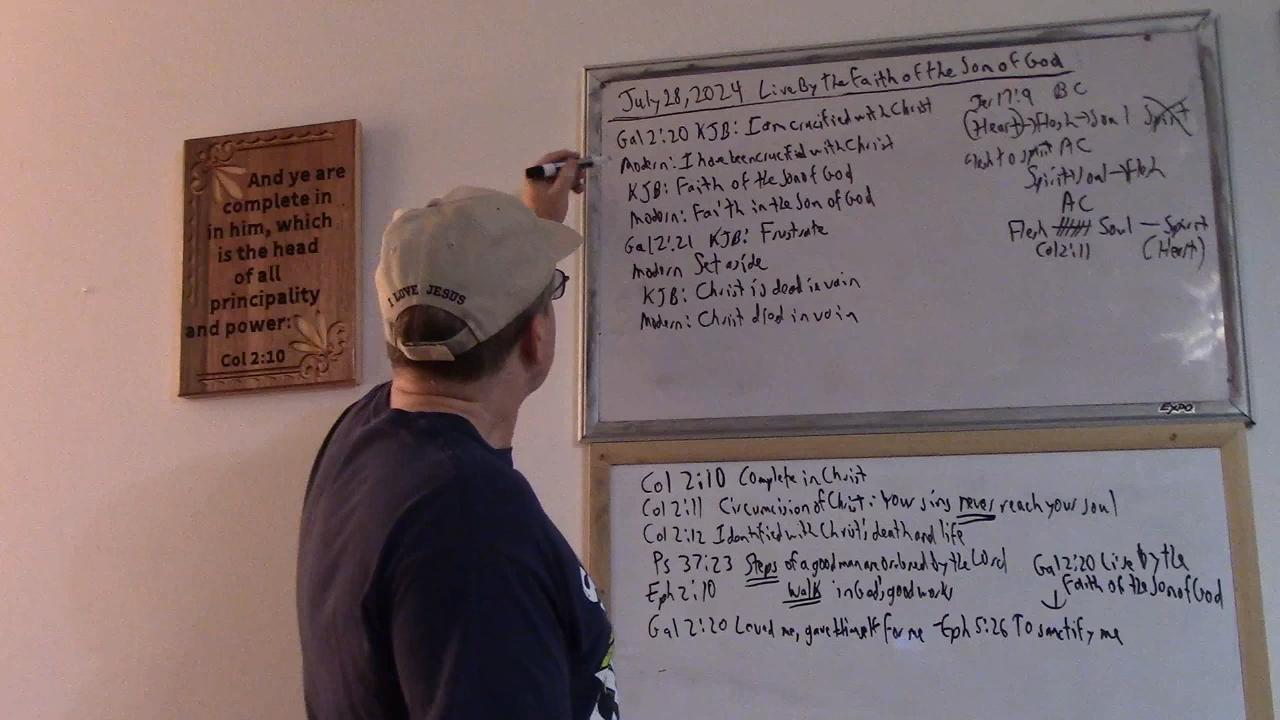 And ye are
complete in
in him, which
is the head
of all
principality
and power:
Col 2:10
I LOVE JESUS
July 28, 2024 Live By the Faith of the Son of God
Gal 2:20 KJB: I am crucified with Christ
Modern: I have been crucified with Christ
KJB: Faith of the Son of God
Modern: Faith in the Son of God
Gal 2:21 KJB: Frustrate
Modern Set aside
KJB: Christ is dead in vain
Modern: Christ died in vain
Jer 17:9 BC
(Heart)→Flesh→Soul Spirit
Flesh to spirit AC
Spirit→Soul→Flesh
AC
Flesh Soul — Spirit
Col 2:11 (Heart)
EXPO
Col 2:10 Complete in Christ
Col 2:11 Circumcision of Christ: Your sins never reach your soul
Col 2:12 Identified with Christ's death and life
Ps 37:23 Steps of a good man are ordered by the Lord
Eph 2:10 walk in God's good works
Gal 2:20 Live by the
Faith of the Son of God
Gal 2:20 Loved me, gave himself for me Eph 5:26 To sanctify me